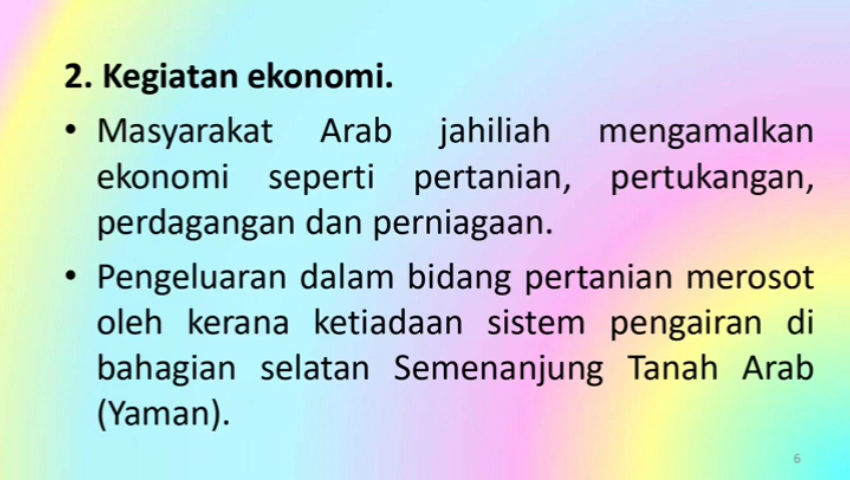 2. Kegiatan ekonomi.
• Masyarakat Arab jahiliah mengamalkan
ekonomi seperti pertanian, pertukangan,
perdagangan dan perniagaan.
• Pengeluaran dalam bidang pertanian merosot
oleh kerana ketiadaan sistem pengairan di
bahagian selatan Semenanjung Tanah Arab
(Yaman).
6